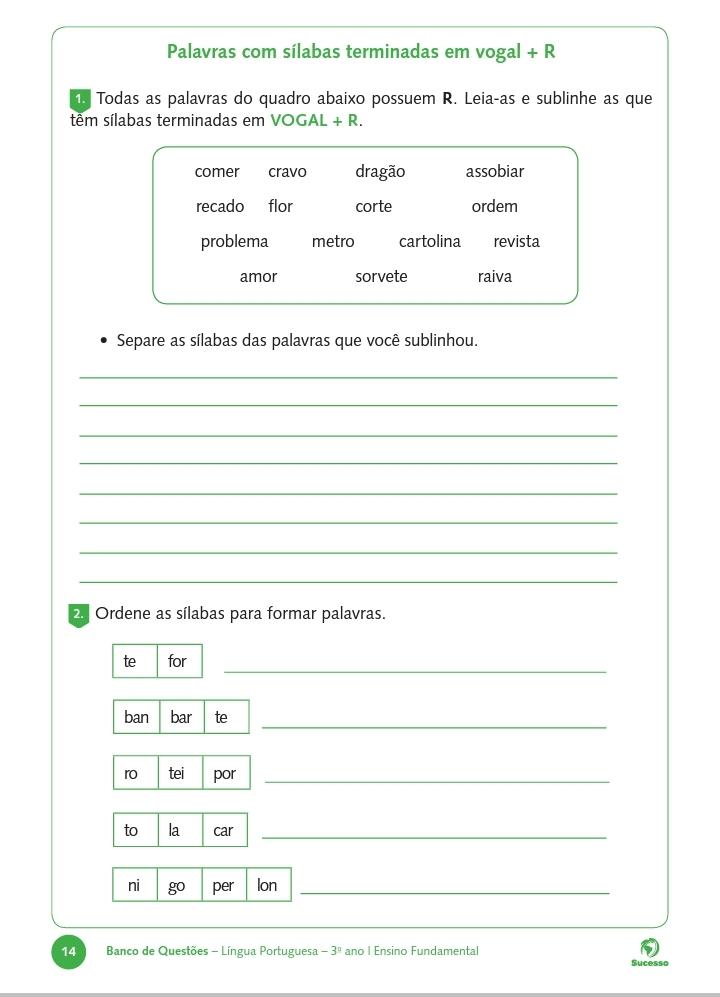 Palavras com sílabas terminadas em vogal + R
1. Todas as palavras do quadro abaixo possuem R. Leia-as e sublinhe as que
têm sílabas terminadas em VOGAL + R.
comer cravo dragão assobiar
recado flor corte ordem
problema metro cartolina revista
amor sorvete raiva
• Separe as sílabas das palavras que você sublinhou.
2. Ordene as sílabas para formar palavras.
te for
ban bar te
ro tei por
to la car
ni go per lon
14 Banco de Questões – Língua Portuguesa – 3º ano | Ensino Fundamental
Sucesso